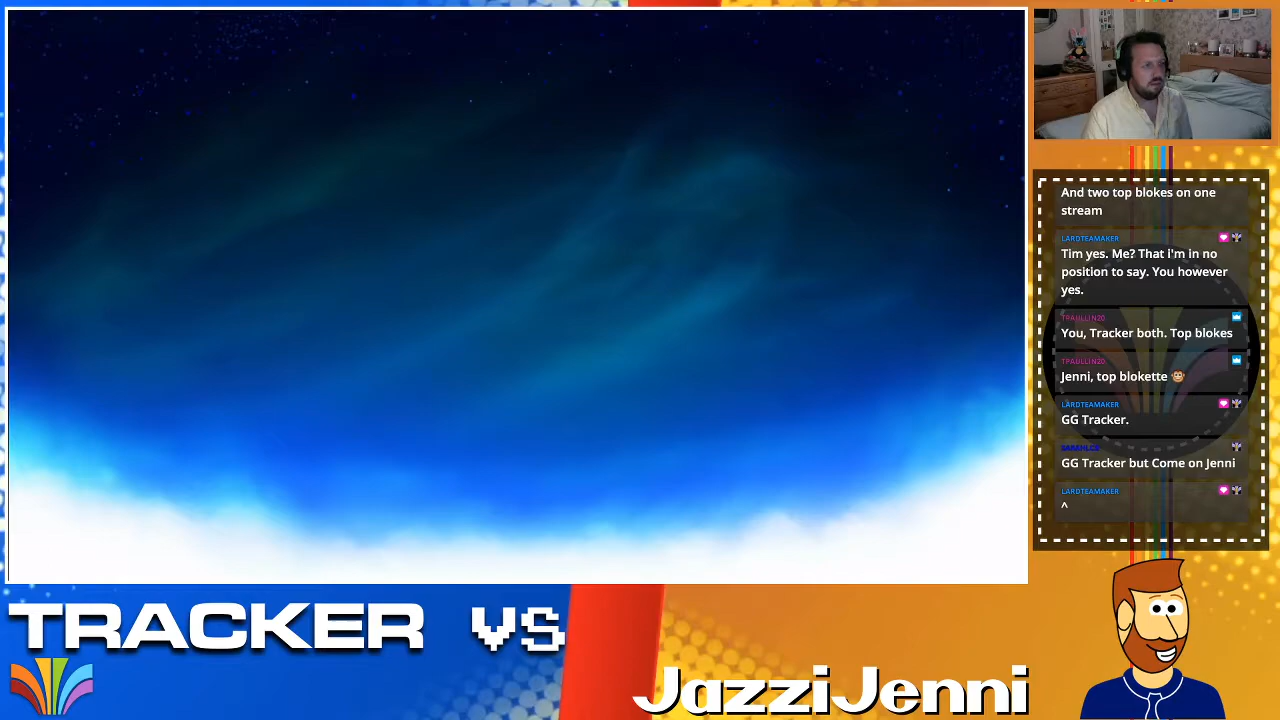 And two top blokes on one
stream
LARDTEAMAKER
Tim yes. Me? That I'm in no
position to say. You however
yes.
TPAULLIN20
You, Tracker both. Top blokes
TPAULLIN20
Jenni, top blokette
LARDTEAMAKER
GG Tracker.
GG Tracker but Come on Jenni
LARDTEAMAKER
^
TRACKER VS
JazziJenni